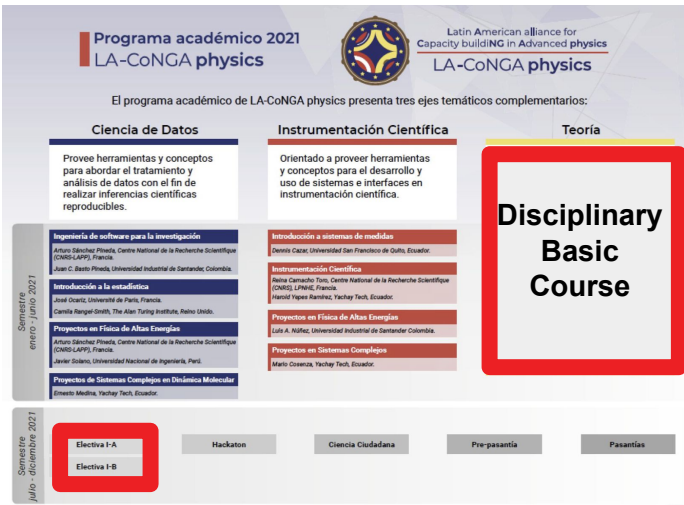 Programa académico 2021
LA-CoNGA physics
Latin American alliance for
Capacity buildiNG in Advanced physics
LA-CoNGA physics
El programa académico de LA-CoNGA physics presenta tres ejes temáticos complementarios:
Ciencia de Datos
Instrumentación Científica
Teoría
Provee herramientas y conceptos
para abordar el tratamiento y
análisis de datos con el fin de
realizar inferencias científicas
reproducibles.
Orientado a proveer herramientas
y conceptos para el desarrollo y
uso de sistemas e interfaces en
instrumentación científica.
Disciplinary
Basic
Course
Semestre
enero - junio 2021
Ingeniería de software para la investigación
Arturo Sánchez Pineda, Centre National de la Recherche Scientifique
(CNRS-LAPP), Francia.
Juan C. Basto Pineda, Universidad Industrial de Santander, Colombia.
Introducción a la estadística
José Ocariz, Université de Paris, Francia.
Camila Rangel-Smith, The Alan Turing Institute, Reino Unido.
Proyectos en Física de Altas Energías
Arturo Sánchez Pineda, Centre National de la Recherche Scientifique
(CNRS-LAPP), Francia.
Javier Solano, Universidad Nacional de Ingeniería, Perú.
Proyectos de Sistemas Complejos en Dinámica Molecular
Ernesto Medina, Yachay Tech, Ecuador.
Introducción a sistemas de medidas
Dennis Cazar, Universidad San Francisco de Quito, Ecuador.
Instrumentación Científica
Reina Camacho Toro, Centre National de la Recherche Scientifique
(CNRS), LPNHE, Francia.
Harold Yepes Ramírez, Yachay Tech, Ecuador.
Proyectos en Física de Altas Energías
Luis A. Núñez, Universidad Industrial de Santander Colombia.
Proyectos en Sistemas Complejos
Mario Cosenza, Yachay Tech, Ecuador.
Semestre
julio - diciembre 2021
Electiva I-A
Electiva I-B
Hackaton
Ciencia Ciudadana
Pre-pasantía
Pasantías